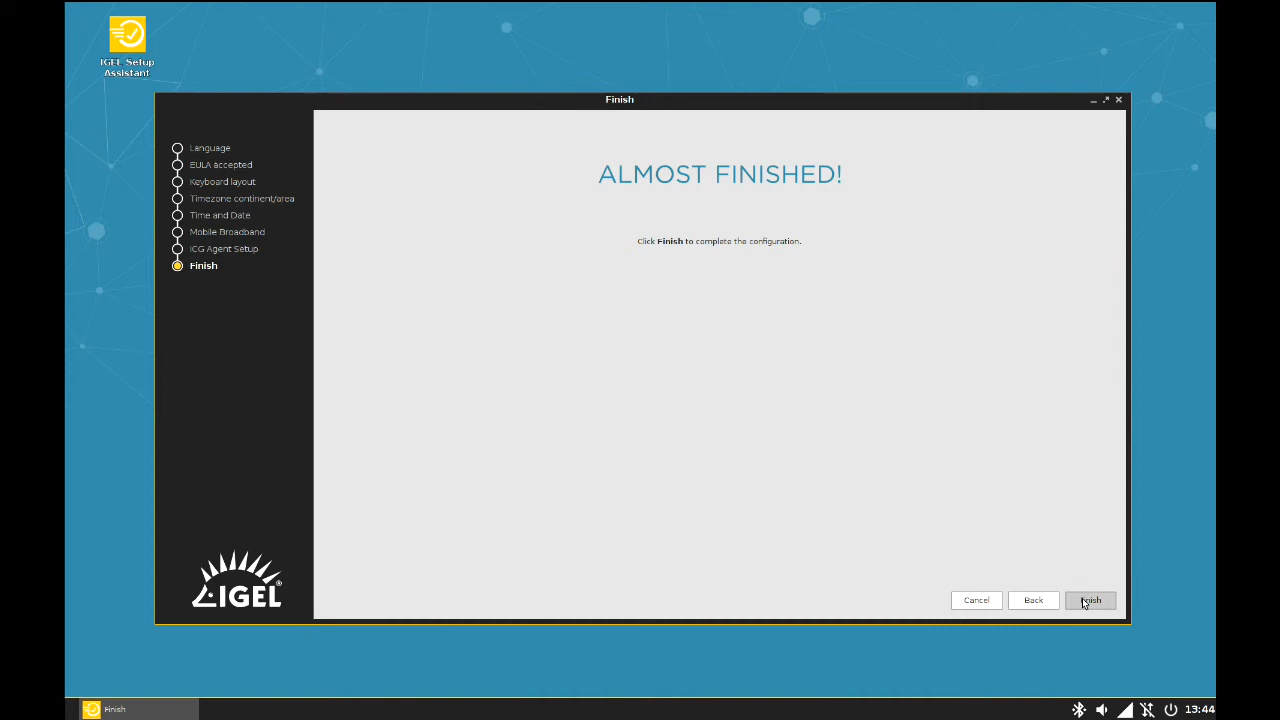 IGEL Setup
Assistant
Finish
Language
EULA accepted
Keyboard layout
Timezone continent/area
Time and Date
Mobile Broadband
ICG Agent Setup
Finish
ALMOST FINISHED!
Click Finish to complete the configuration.
IGEL®
Cancel
Back
Finish
Finish
13:44